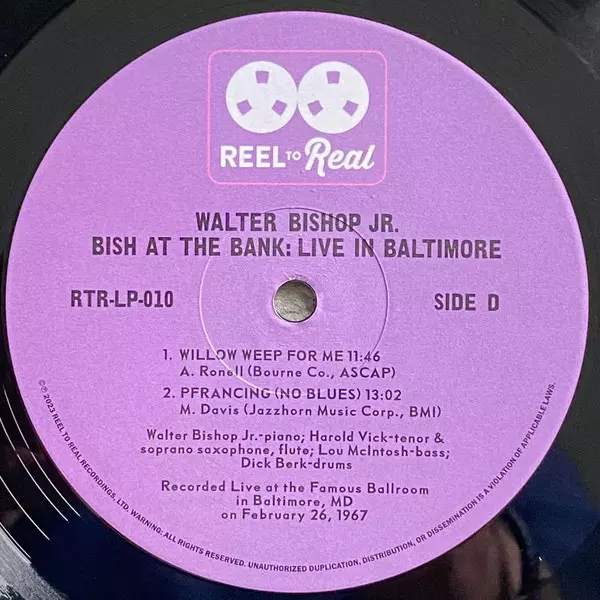 REEL TO Real
WALTER BISHOP JR.
BISH AT THE BANK: LIVE IN BALTIMORE
RTR-LP-010
SIDE D
1. WILLOW WEEP FOR ME 11:46
A. Ronell (Bourne Co., ASCAP)
2. PFRANCING (NO BLUES) 13:02
M. Davis (Jazzhorn Music Corp., BMI)
Walter Bishop Jr.-piano; Harold Vick-tenor &
soprano saxophone, flute; Lou McIntosh-bass;
Dick Berk-drums
Recorded Live at the Famous Ballroom
in Baltimore, MD
on February 26, 1967
©℗ 2023 REEL TO REAL RECORDINGS, LTD. WARNING: ALL RIGHTS RESERVED. UNAUTHORIZED DUPLICATION, DISTRIBUTION, OR DISSEMINATION IS A VIOLATION OF APPLICABLE LAWS.